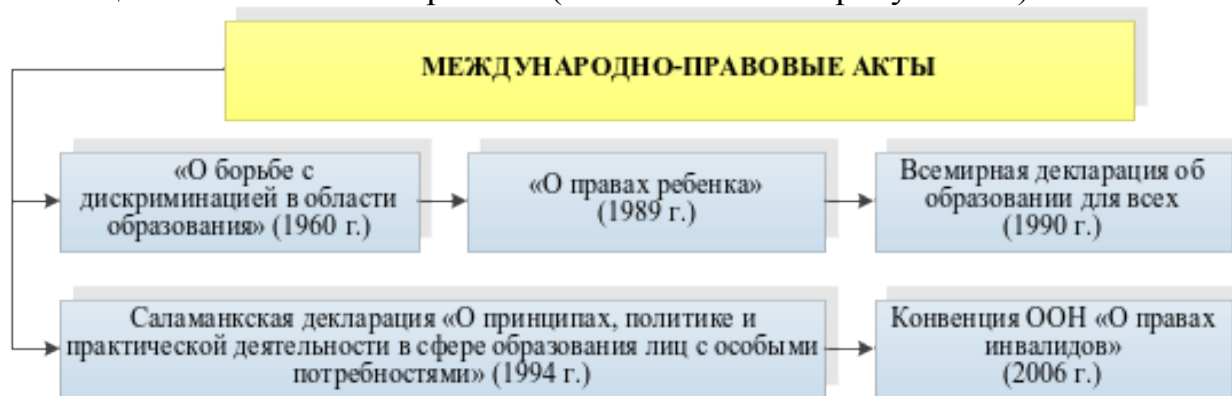 МЕЖДУНАРОДНО-ПРАВОВЫЕ АКТЫ
«О борьбе с
дискриминацией в области
образования» (1960 г.)
«О правах ребенка»
(1989 г.)
Всемирная декларация об
образовании для всех
(1990 г.)
Саламанкская декларация «О принципах, политике и
практической деятельности в сфере образования лиц с особыми
потребностями» (1994 г.)
Конвенция ООН «О правах
инвалидов»
(2006 г.)